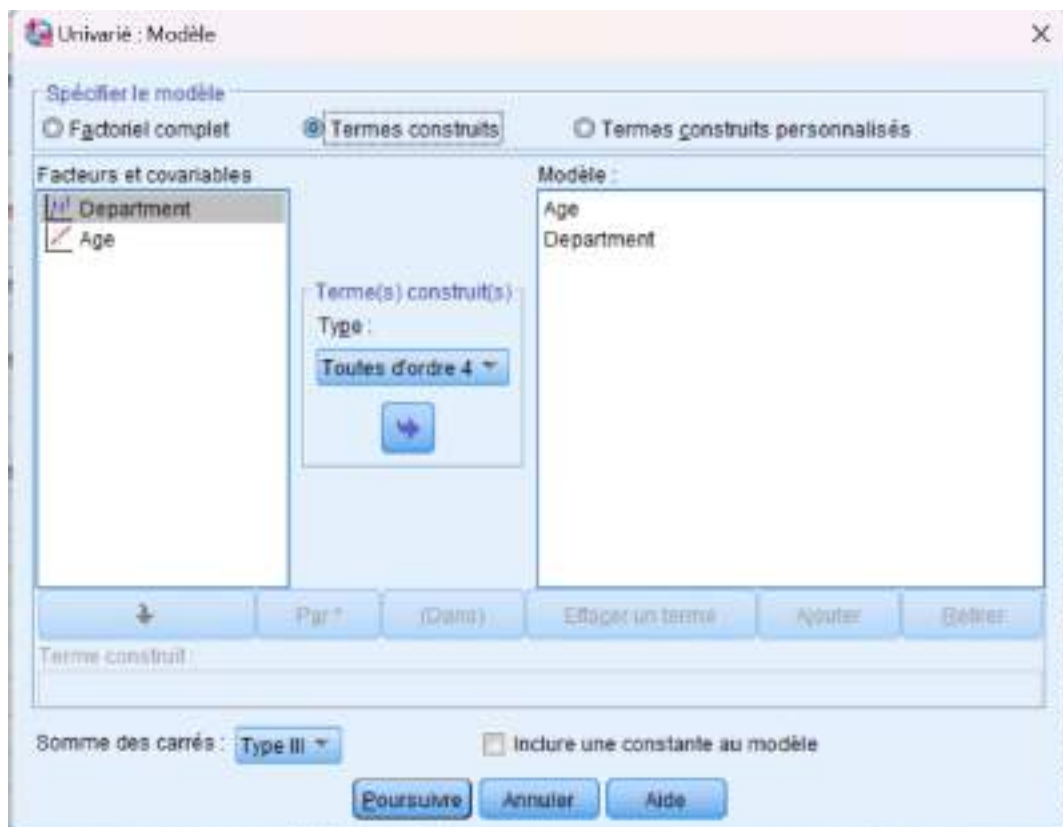 Univarié : Modèle
Spécifier le modèle
Factoriel complet
Termes construits
Termes construits personnalisés
Facteurs et covariables
Modèle :
Department
Age
Age
Department
Terme(s) construit(s)
Type :
Toutes d'ordre 4
Par *
(Dans)
Effacer un terme
Ajouter
Retirer
Terme construit :
Somme des carrés :
Type III
Inclure une constante au modèle
Poursuivre
Annuler
Aide